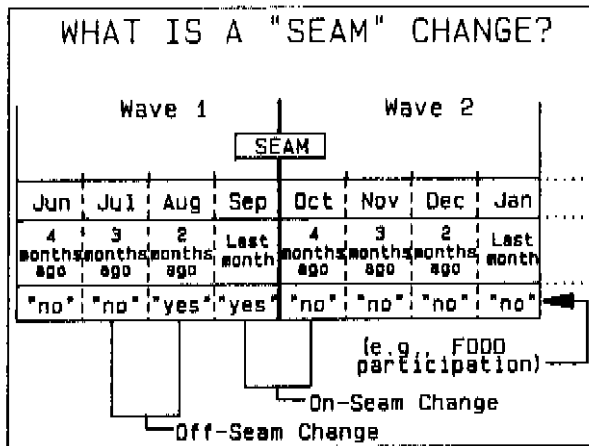 WHAT IS A "SEAM" CHANGE?
Wave 1 Wave 2
SEAM
Jun Jul Aug Sep Oct Nov Dec Jan
4 months ago 3 months ago 2 months ago Last month 4 months ago 3 months ago 2 months ago Last month
"no" "no" "yes" "yes" "no" "no" "no" "no"
(e.g., FOOD
participation)
On-Seam Change
Off-Seam Change